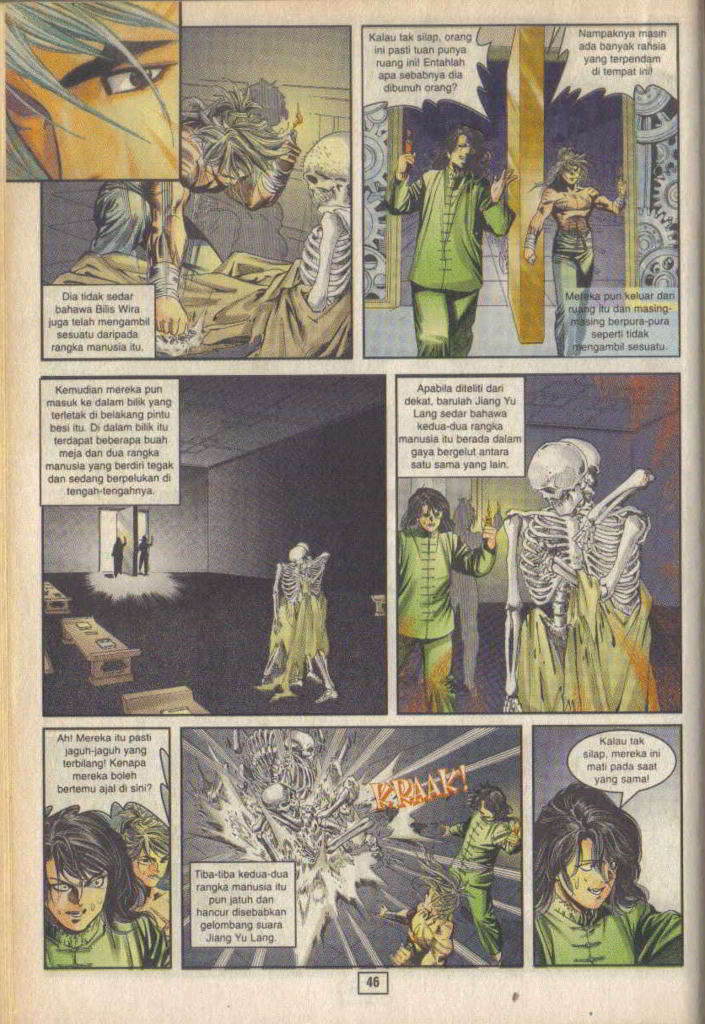 Dia tidak sedar
bahawa Bilis Wira
juga telah mengambil
sesuatu daripada
rangka manusia itu.
Kalau tak silap, orang
ini pasti tuan punya
ruang ini! Entahlah
apa sebabnya dia
dibunuh orang?
Nampaknya masih
ada banyak rahsia
yang terpendam
di tempat ini!
Mereka pun keluar dari
ruang itu dan masing-
masing berpura-pura
seperti tidak
mengambil sesuatu.
Kemudian mereka pun
masuk ke dalam bilik yang
terletak di belakang pintu
besi itu. Di dalam bilik itu
terdapat beberapa buah
meja dan dua rangka
manusia yang berdiri tegak
dan sedang berpelukan di
tengah-tengahnya.
Apabila diteliti dari
dekat, barulah Jiang Yu
Lang sedar bahawa
kedua-dua rangka
manusia itu berada dalam
gaya bergelut antara
satu sama yang lain.
Ah! Mereka itu pasti
jaguh-jaguh yang
terbilang! Kenapa
mereka boleh
bertemu ajal di sini?
KRAAK!
Tiba-tiba kedua-dua
rangka manusia itu
pun jatuh dan
hancur disebabkan
gelombang suara
Jiang Yu Lang.
Kalau tak
silap, mereka ini
mati pada saat
yang sama!
46